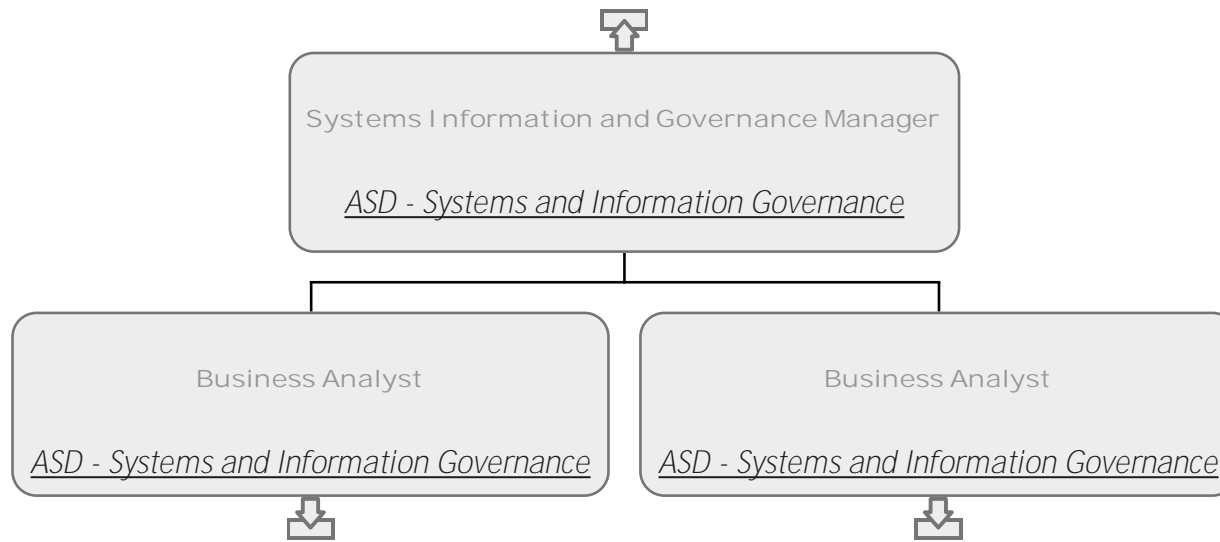 Systems Information and Governance Manager
ASD - Systems and Information Governance
Business Analyst
ASD - Systems and Information Governance
Business Analyst
ASD - Systems and Information Governance